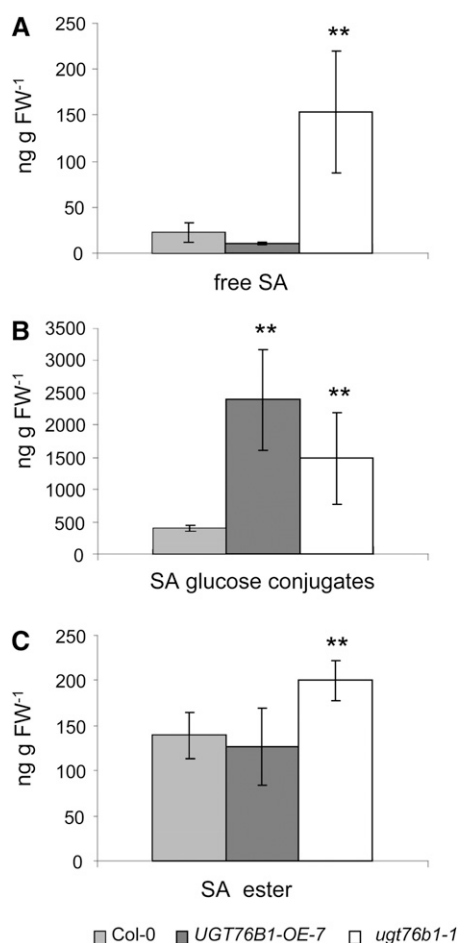 A
ng g FW-1
250
200
150
100
50
0
**
free SA
B
ng g FW-1
3500
3000
2500
2000
1500
1000
500
0
**
**
SA glucose conjugates
C
ng g FW-1
250
200
150
100
50
0
**
SA ester
Col-0 UGT76B1-OE-7 ugt76b1-1